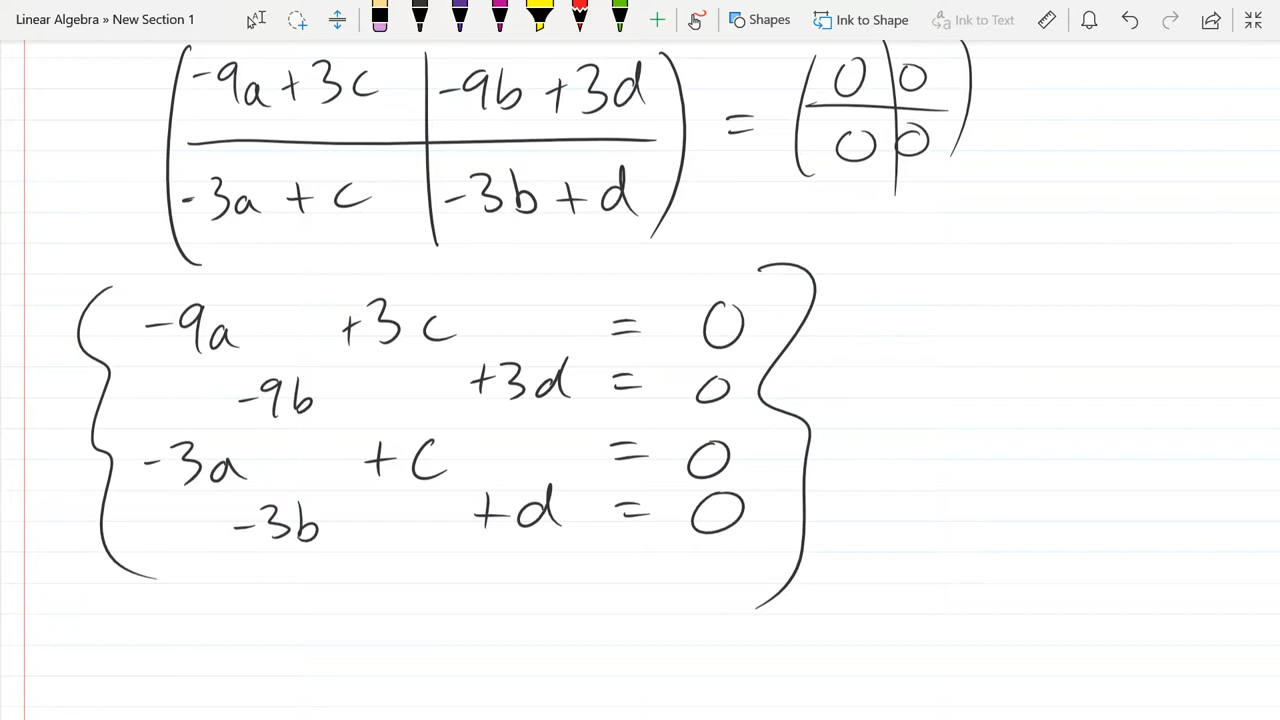 Linear Algebra » New Section 1 Shapes Ink to Shape Ink to Text
-9a+3c -9b+3d = 0 0
-3a+c -3b+d 0 0
-9a +3c = 0
-9b +3d = 0
-3a +c = 0
-3b +d = 0